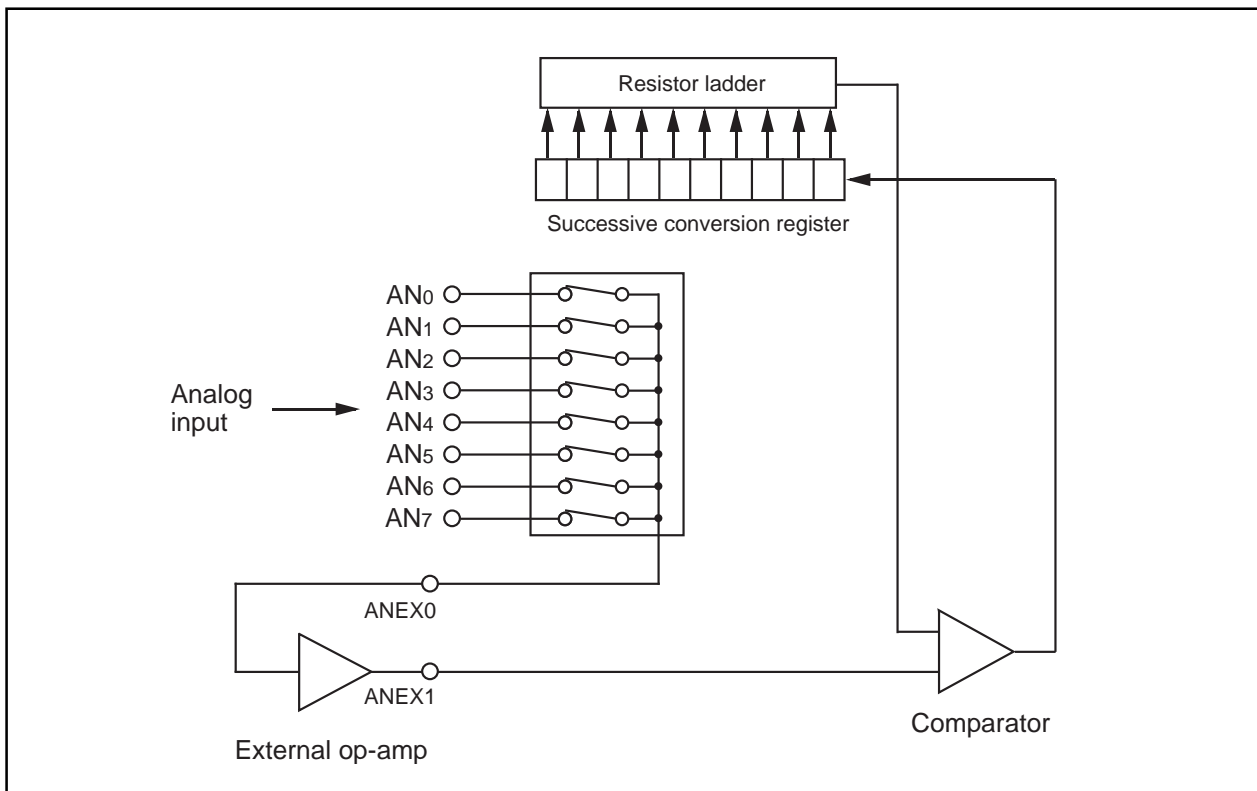 Resistor ladder
Successive conversion register
AN0
AN1
AN2
AN3
Analog
input
AN4
AN5
AN6
AN7
ANEX0
ANEX1
External op-amp
Comparator